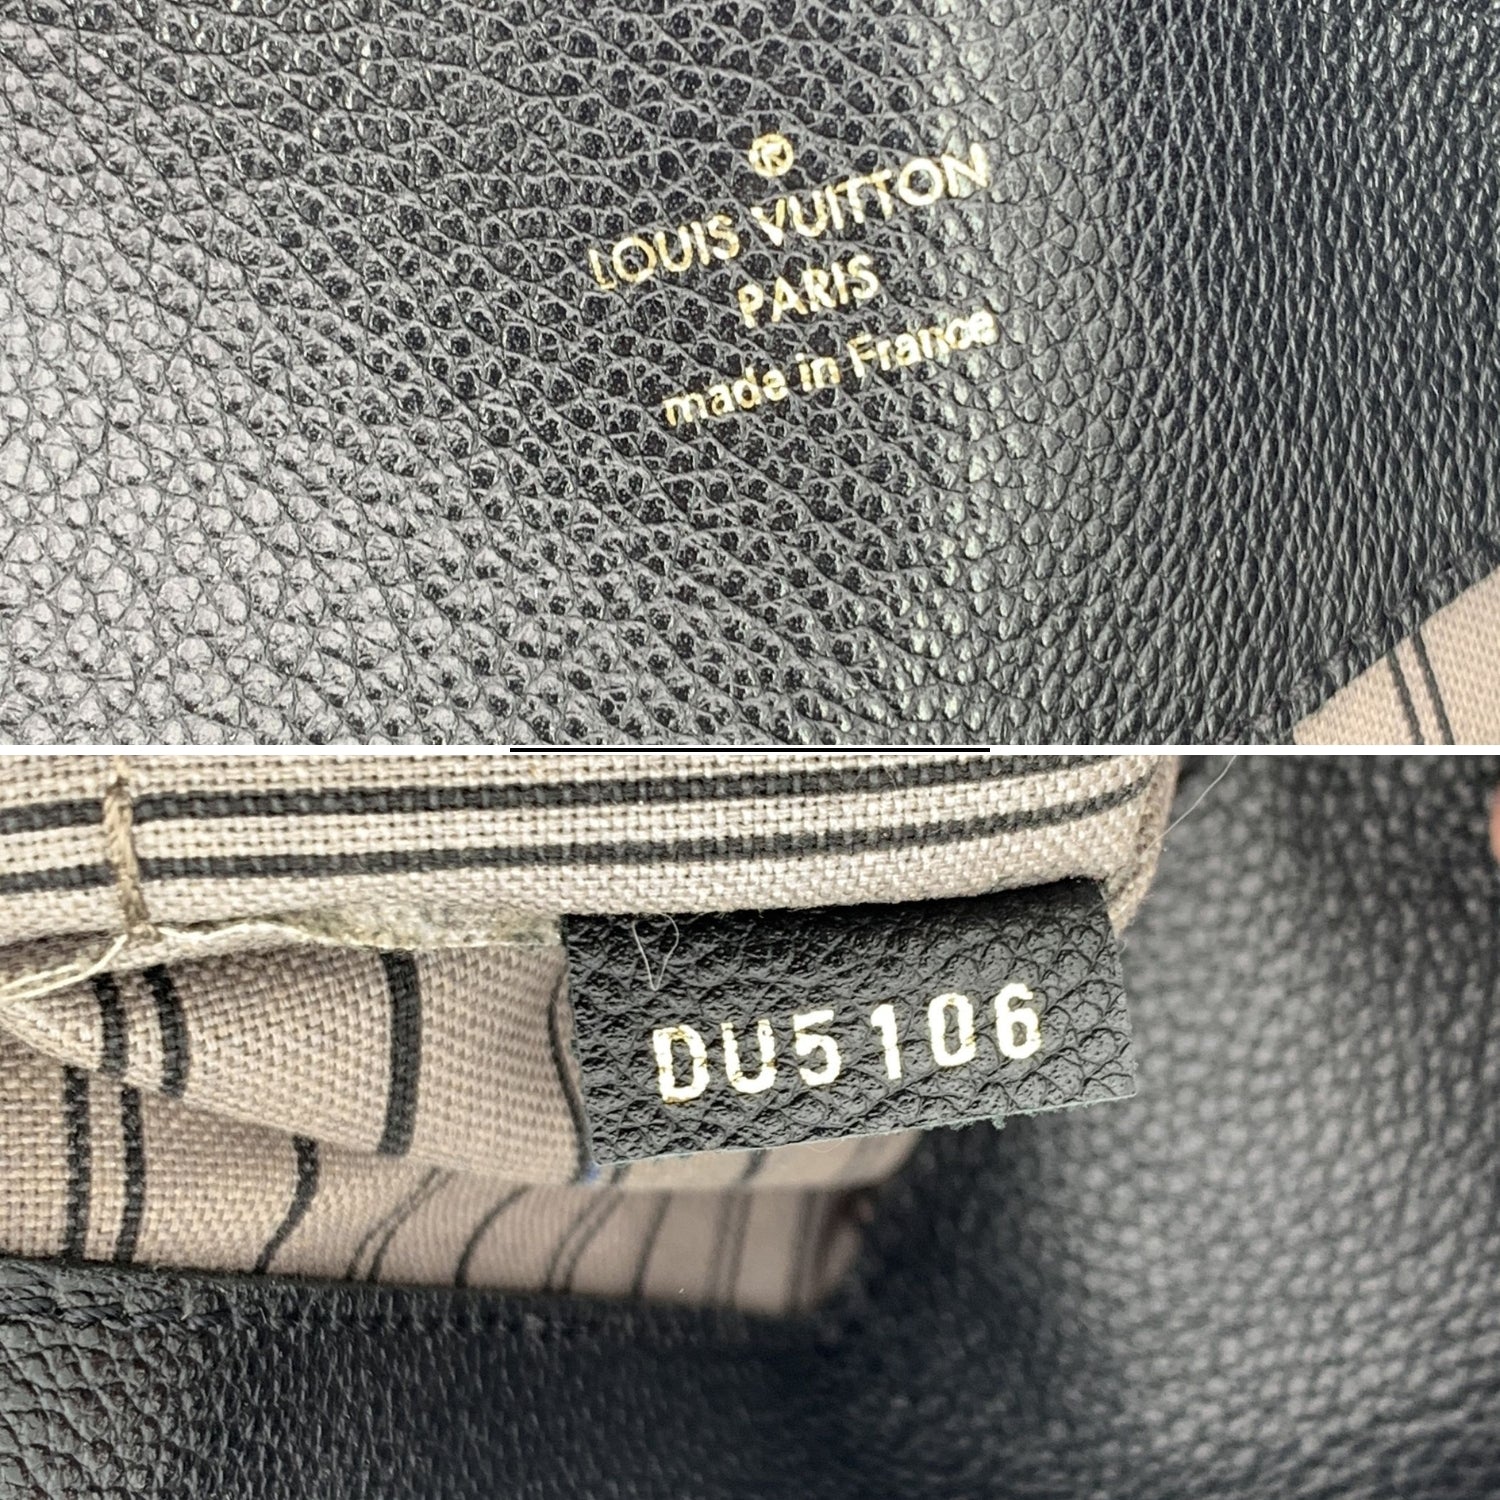 ®
LOUIS VUITTON
PARIS
made in France
DU5106